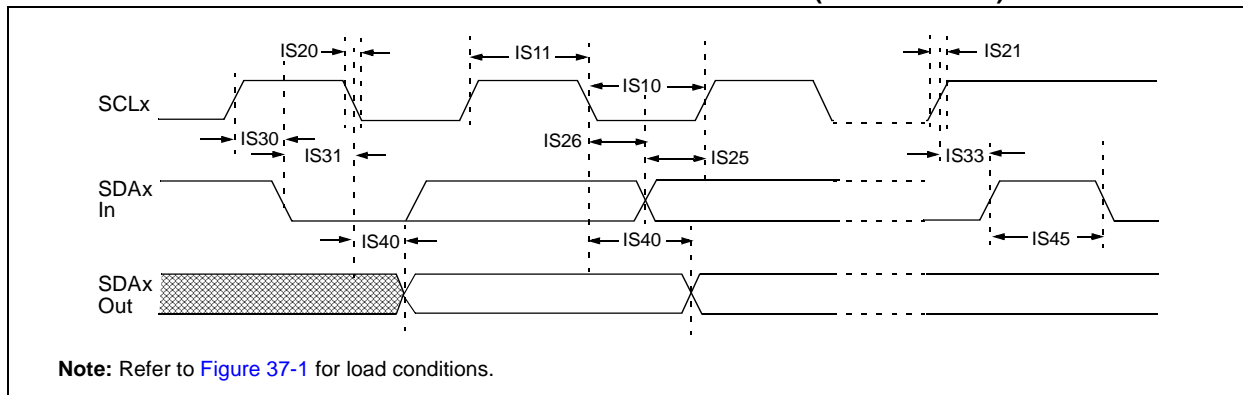 IS20
IS11
IS21
SCLx
IS10
IS30
IS31
IS26
IS25
IS33
SDAx
In
IS40
IS40
IS45
SDAx
Out
Note: Refer to Figure 37-1 for load conditions.